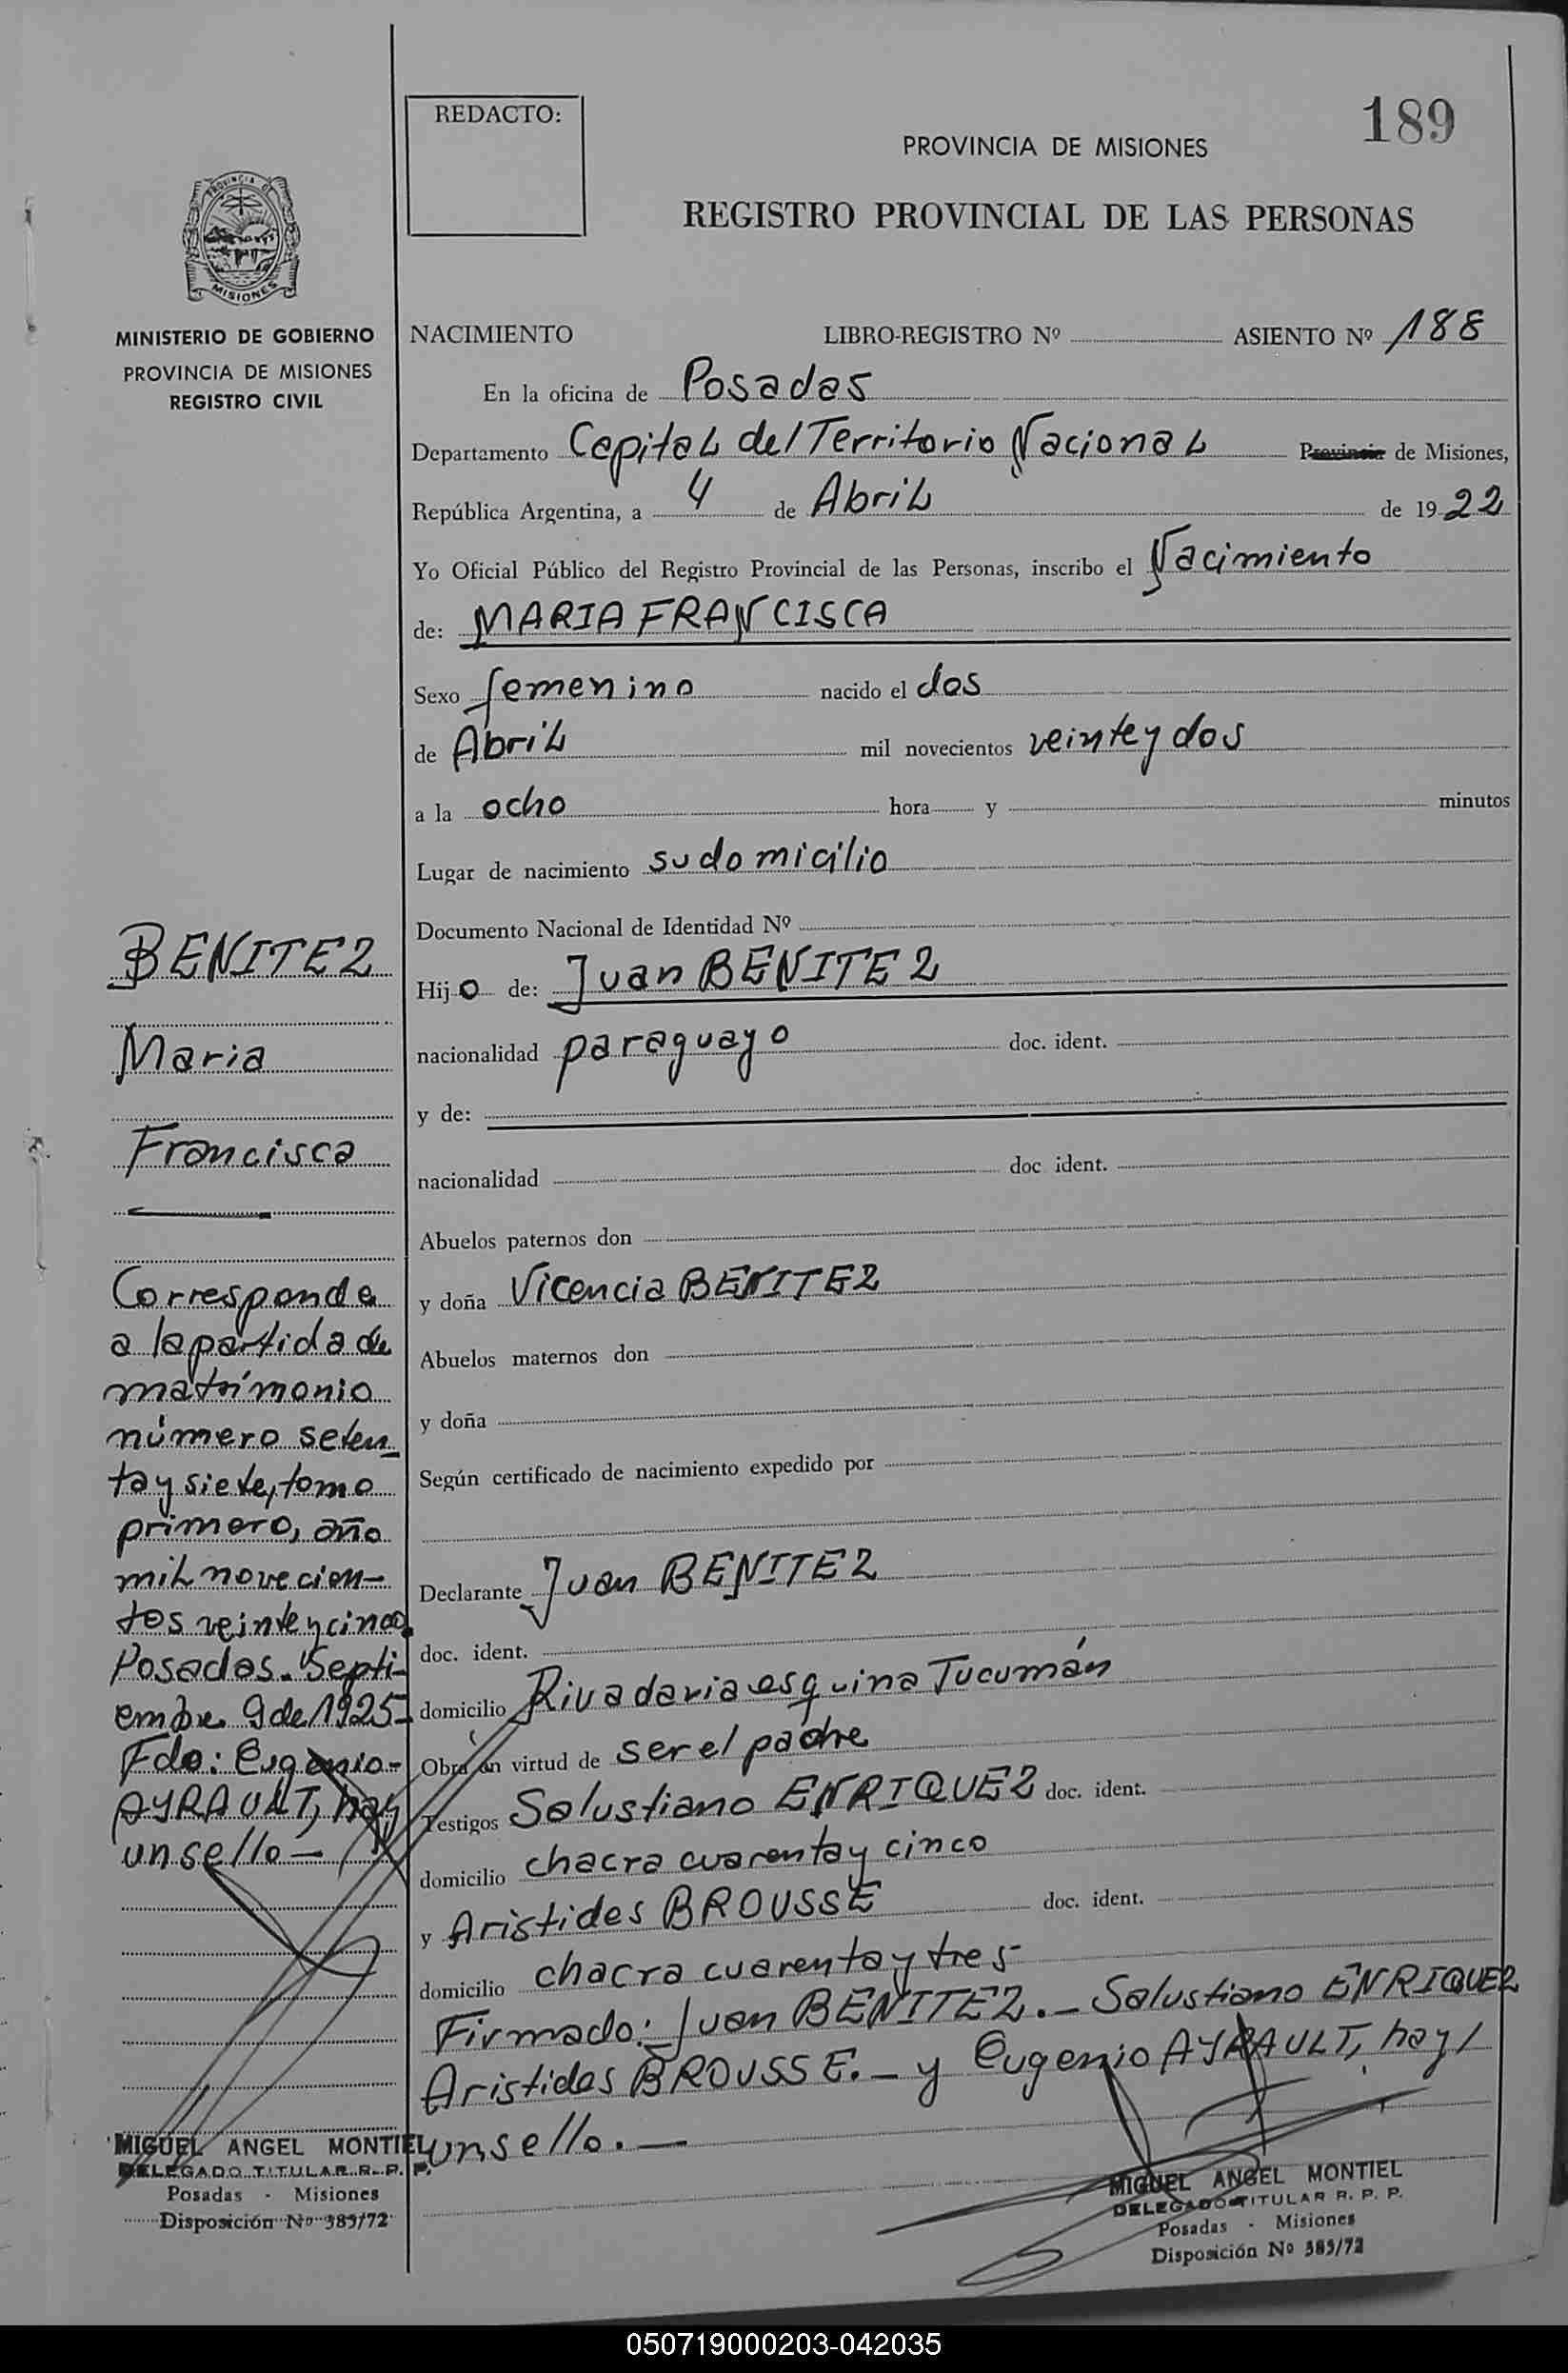 REDACTO:
189
PROVINCIA DE MISIONES
REGISTRO PROVINCIAL DE LAS PERSONAS
PROVINCIA DE
MISIONES
MINISTERIO DE GOBIERNO
PROVINCIA DE MISIONES
REGISTRO CIVIL
NACIMIENTO LIBRO-REGISTRO Nº ASIENTO Nº 188
En la oficina de Posadas
Departamento Capital del Territorio Nacional Provincia de Misiones,
República Argentina, a 4 de Abril de 1922
Yo Oficial Público del Registro Provincial de las Personas, inscribo el Nacimiento
de: MARIA FRANCISCA
Sexo femenino nacido el dos
de Abril mil novecientos veinte y dos
a la ocho hora y minutos
Lugar de nacimiento su domicilio
Documento Nacional de Identidad Nº
Hijo de: Juan BENITEZ
nacionalidad paraguayo doc. ident.
y de:
nacionalidad doc ident.
Abuelos paternos don
y doña Vicencia BENITEZ
Abuelos maternos don
y doña
Según certificado de nacimiento expedido por
Declarante Juan BENITEZ
doc. ident.
domicilio Rivadavia esquina Tucumán
Obra en virtud de ser el padre
Testigos Salustiano ENRIQUEZ doc. ident.
domicilio chacra cuarenta y cinco
y Aristides BROUSSE doc. ident.
domicilio chacra cuarenta y tres
Firmado: Juan BENITEZ.- Salustiano ENRIQUEZ
Aristides BROUSSE.- y Eugenio AYRAULT, hay/
un sello.-
BENITEZ
Maria
Francisca
Corresponde
a la partida de
matrimonio
número seten-
ta y siete, tomo
primero, año
mil novecien-
tos veinte y cinco.
Posadas. Septi-
embre 9 de 1925-
Fdo: Eugenio-
AYRAULT, hay
un sello-
MIGUEL ANGEL MONTIEL
DELEGADO TITULAR R. P. P.
Posadas - Misiones
Disposición Nº 385/72
MIGUEL ANGEL MONTIEL
DELEGADO TITULAR R. P. P.
Posadas - Misiones
Disposición Nº 385/72
050719000203-042035